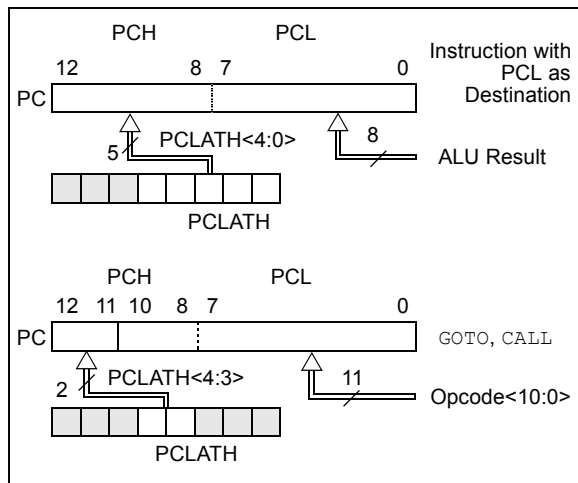 PCH PCL
12 8 7 0
Instruction with
PCL as
Destination
PC
5 PCLATH<4:0> 8
ALU Result
PCLATH
PCH PCL
12 11 10 8 7 0
PC
GOTO, CALL
2 PCLATH<4:3> 11
Opcode<10:0>
PCLATH